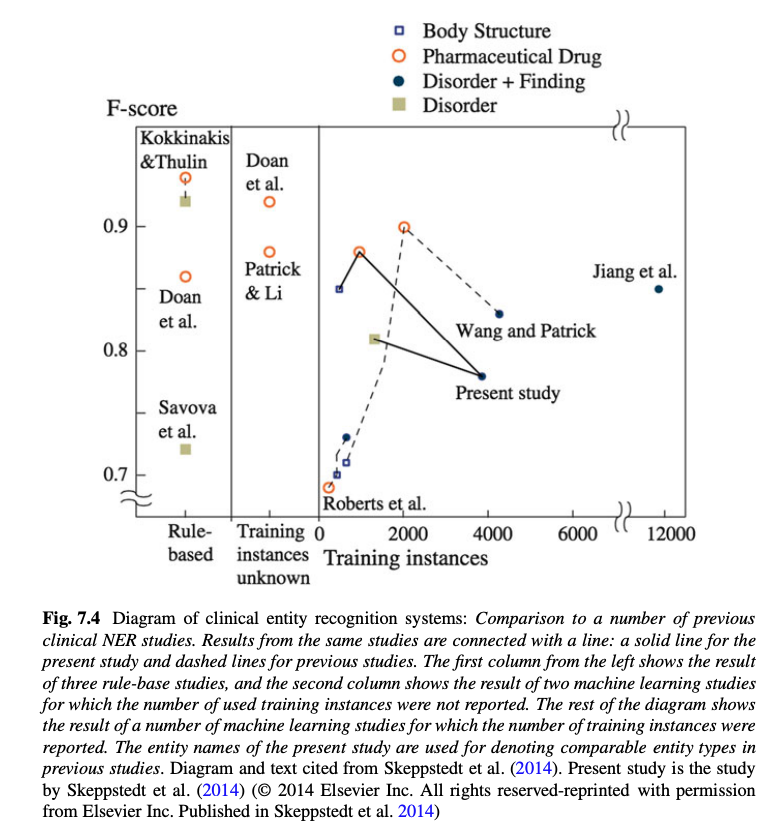 Body Structure
Pharmaceutical Drug
Disorder + Finding
Disorder
F-score
Kokkinakis
&Thulin
Doan
et al.
0.9
Jiang et al.
Patrick
& Li
Doan
et al.
Wang and Patrick
0.8
Present study
Savova
et al.
0.7
Roberts et al.
Rule-
based
Training
instances
unknown
0
2000
4000
6000
12000
Training instances
Fig. 7.4 Diagram of clinical entity recognition systems: Comparison to a number of previous
clinical NER studies. Results from the same studies are connected with a line: a solid line for the
present study and dashed lines for previous studies. The first column from the left shows the result
of three rule-base studies, and the second column shows the result of two machine learning studies
for which the number of used training instances were not reported. The rest of the diagram shows
the result of a number of machine learning studies for which the number of training instances were
reported. The entity names of the present study are used for denoting comparable entity types in
previous studies. Diagram and text cited from Skeppstedt et al. (2014). Present study is the study
by Skeppstedt et al. (2014) (© 2014 Elsevier Inc. All rights reserved-reprinted with permission
from Elsevier Inc. Published in Skeppstedt et al. 2014)